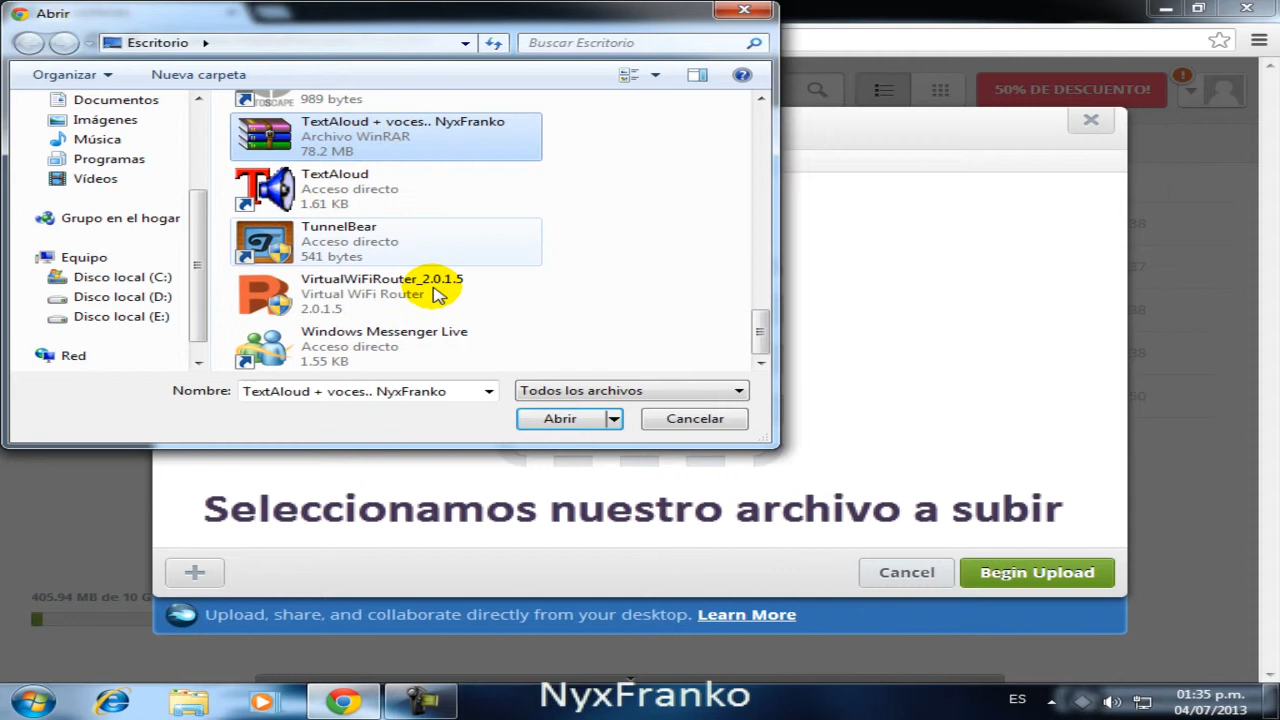 Abrir
Escritorio
Buscar Escritorio
Organizar
Nueva carpeta
50% DE DESCUENTO!
Documentos
Imágenes
Música
Programas
Vídeos
Grupo en el hogar
Equipo
Disco local (C:)
Disco local (D:)
Disco local (E:)
Red
989 bytes
TextAloud + voces.. NyxFranko
Archivo WinRAR
78.2 MB
TextAloud
Acceso directo
1.61 KB
TunnelBear
Acceso directo
541 bytes
VirtualWiFiRouter_2.0.1.5
Virtual WiFi Router
2.0.1.5
Windows Messenger Live
Acceso directo
1.55 KB
Nombre:
TextAloud + voces.. NyxFranko
Todos los archivos
Abrir
Cancelar
Seleccionamos nuestro archivo a subir
Cancel
Begin Upload
405.94 MB de 10 G
Upload, share, and collaborate directly from your desktop. Learn More
NyxFranko
ES
01:35 p.m.
04/07/2013